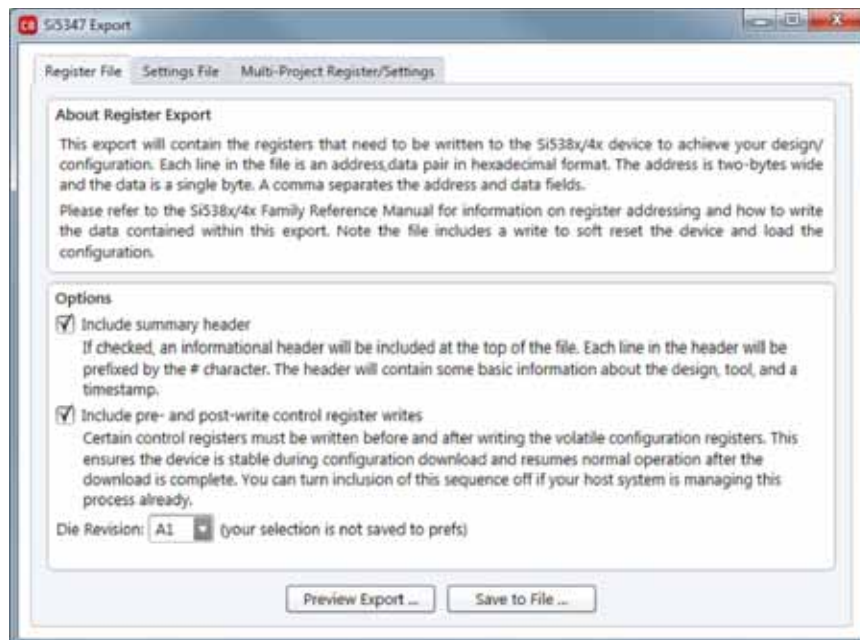 CB Si5347 Export
Register File Settings File Multi-Project Register/Settings
About Register Export
This export will contain the registers that need to be written to the Si538x/4x device to achieve your design/
configuration. Each line in the file is an address,data pair in hexadecimal format. The address is two-bytes wide
and the data is a single byte. A comma separates the address and data fields.
Please refer to the Si538x/4x Family Reference Manual for information on register addressing and how to write
the data contained within this export. Note the file includes a write to soft reset the device and load the
configuration.
Options
Include summary header
If checked, an informational header will be included at the top of the file. Each line in the header will be
prefixed by the # character. The header will contain some basic information about the design, tool, and a
timestamp.
Include pre- and post-write control register writes
Certain control registers must be written before and after writing the volatile configuration registers. This
ensures the device is stable during configuration download and resumes normal operation after the
download is complete. You can turn inclusion of this sequence off if your host system is managing this
process already.
Die Revision: A1 (your selection is not saved to prefs)
Preview Export ... Save to File ...